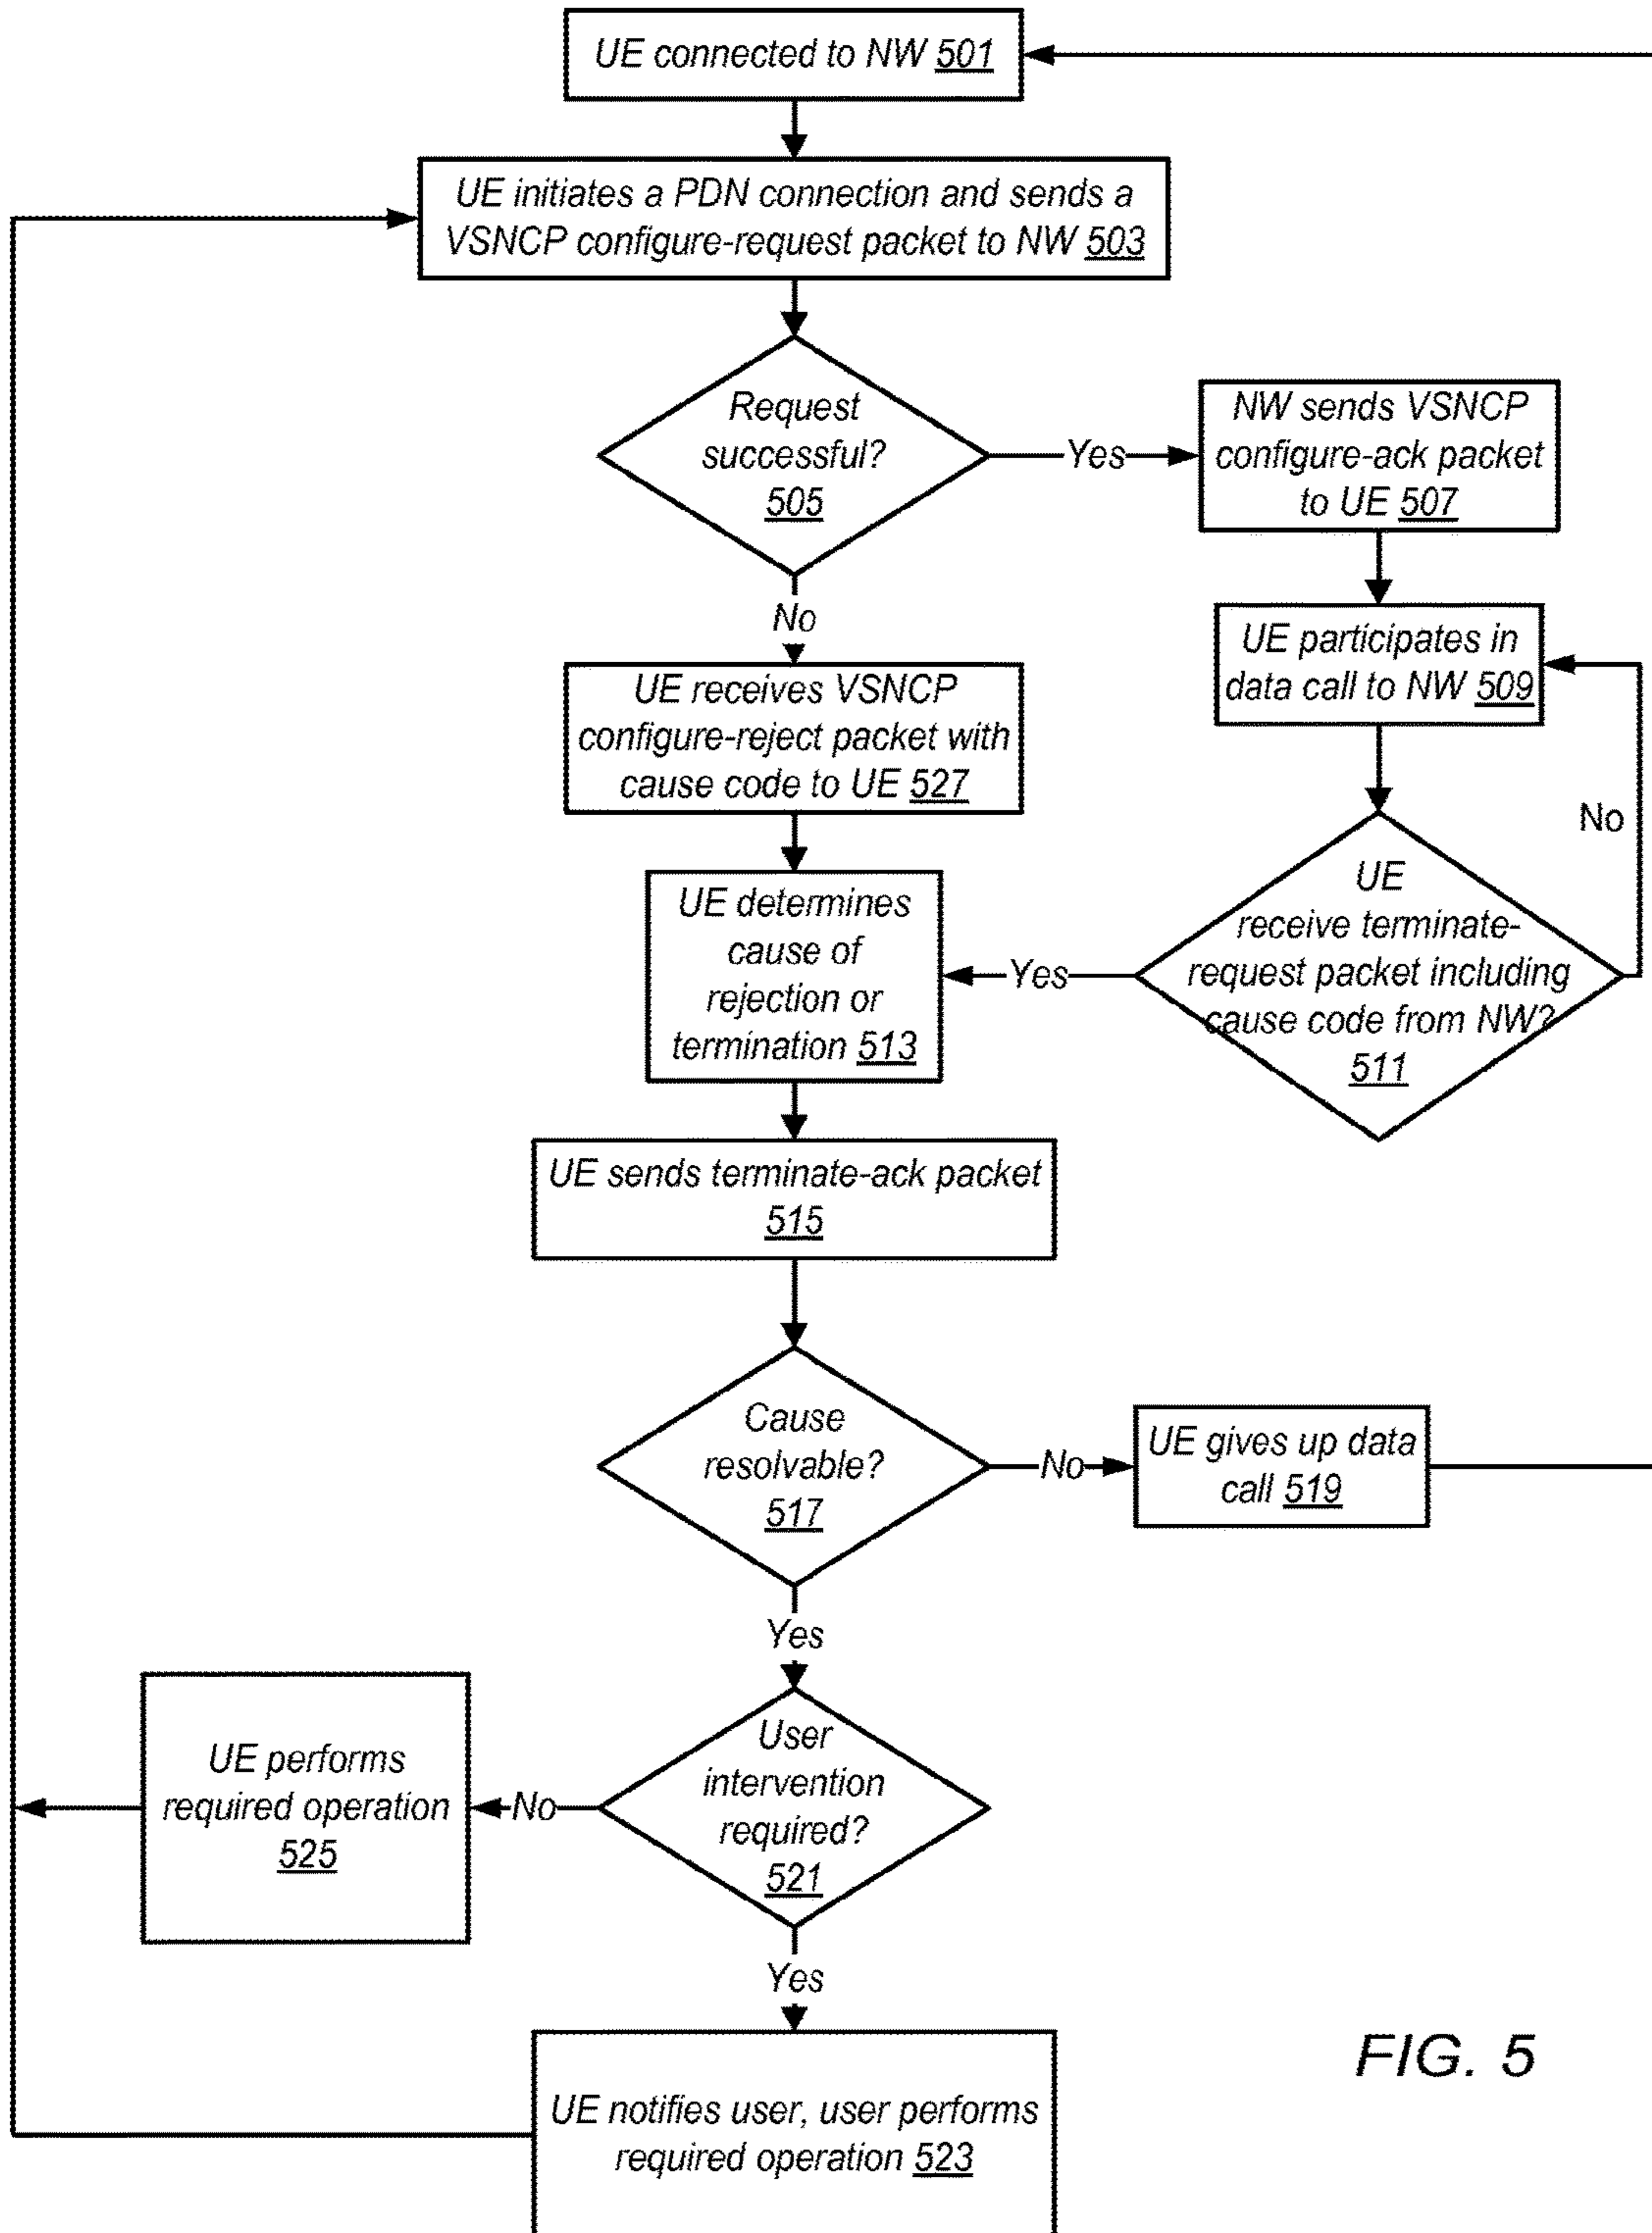 UE connected to NW 501
UE initiates a PDN connection and sends a
VSNCP configure-request packet to NW 503
Request
successful?
505
Yes
NW sends VSNCP
configure-ack packet
to UE 507
No
UE participates in
data call to NW 509
UE receives VSNCP
configure-reject packet with
cause code to UE 527
No
UE
receive terminate-
request packet including
cause code from NW?
511
Yes
UE determines
cause of
rejection or
termination 513
UE sends terminate-ack packet
515
Cause
resolvable?
517
No
UE gives up data
call 519
Yes
User
intervention
required?
521
No
UE performs
required operation
525
Yes
UE notifies user, user performs
required operation 523
FIG. 5